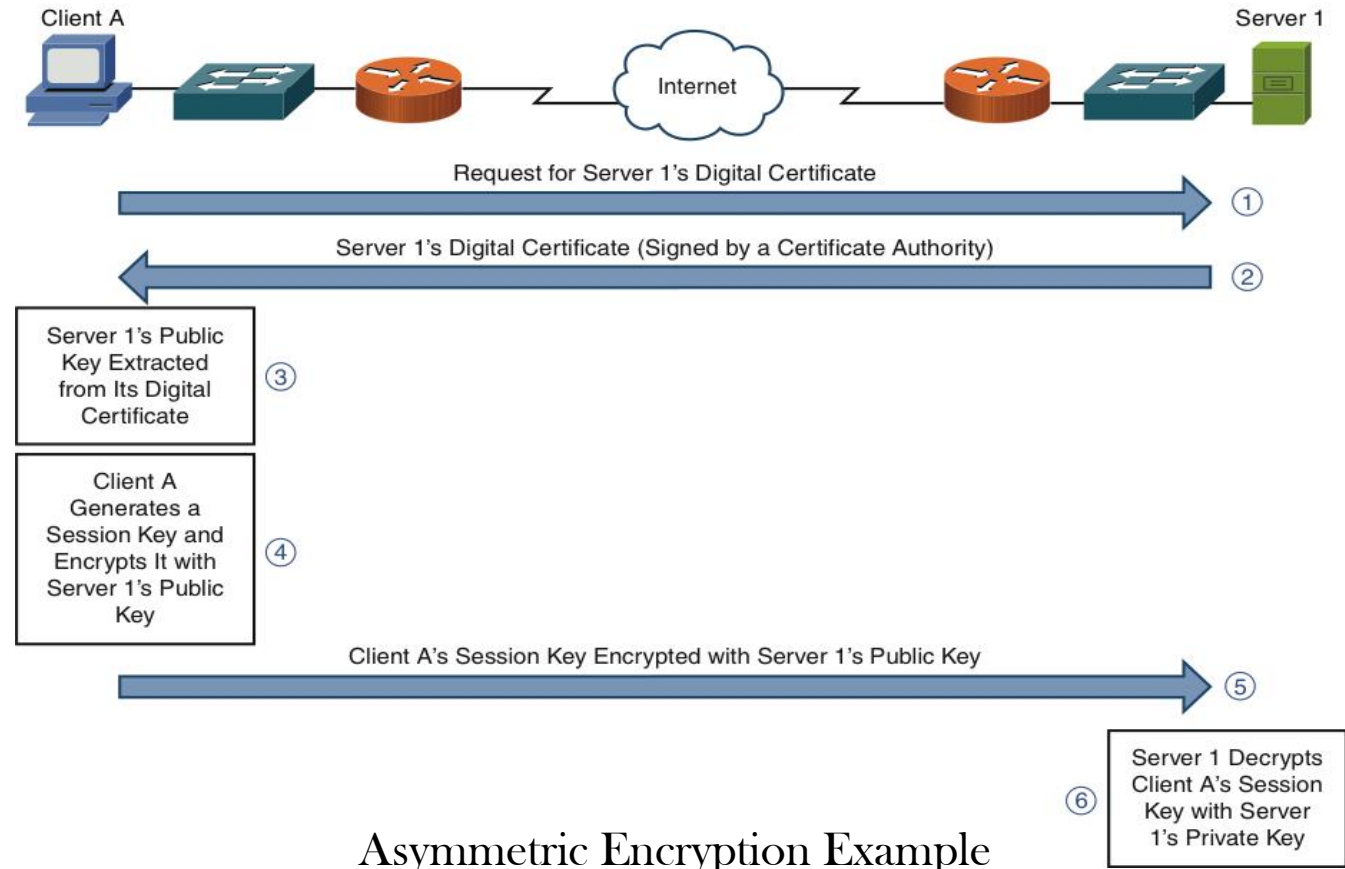 Client A
Server 1
Internet
Request for Server 1's Digital Certificate
1
Server 1's Digital Certificate (Signed by a Certificate Authority)
2
Server 1's Public
Key Extracted
from Its Digital
Certificate
3
Client A
Generates a
Session Key and
Encrypts It with
Server 1's Public
Key
4
Client A's Session Key Encrypted with Server 1's Public Key
5
Server 1 Decrypts
Client A's Session
Key with Server
1's Private Key
6
Asymmetric Encryption Example